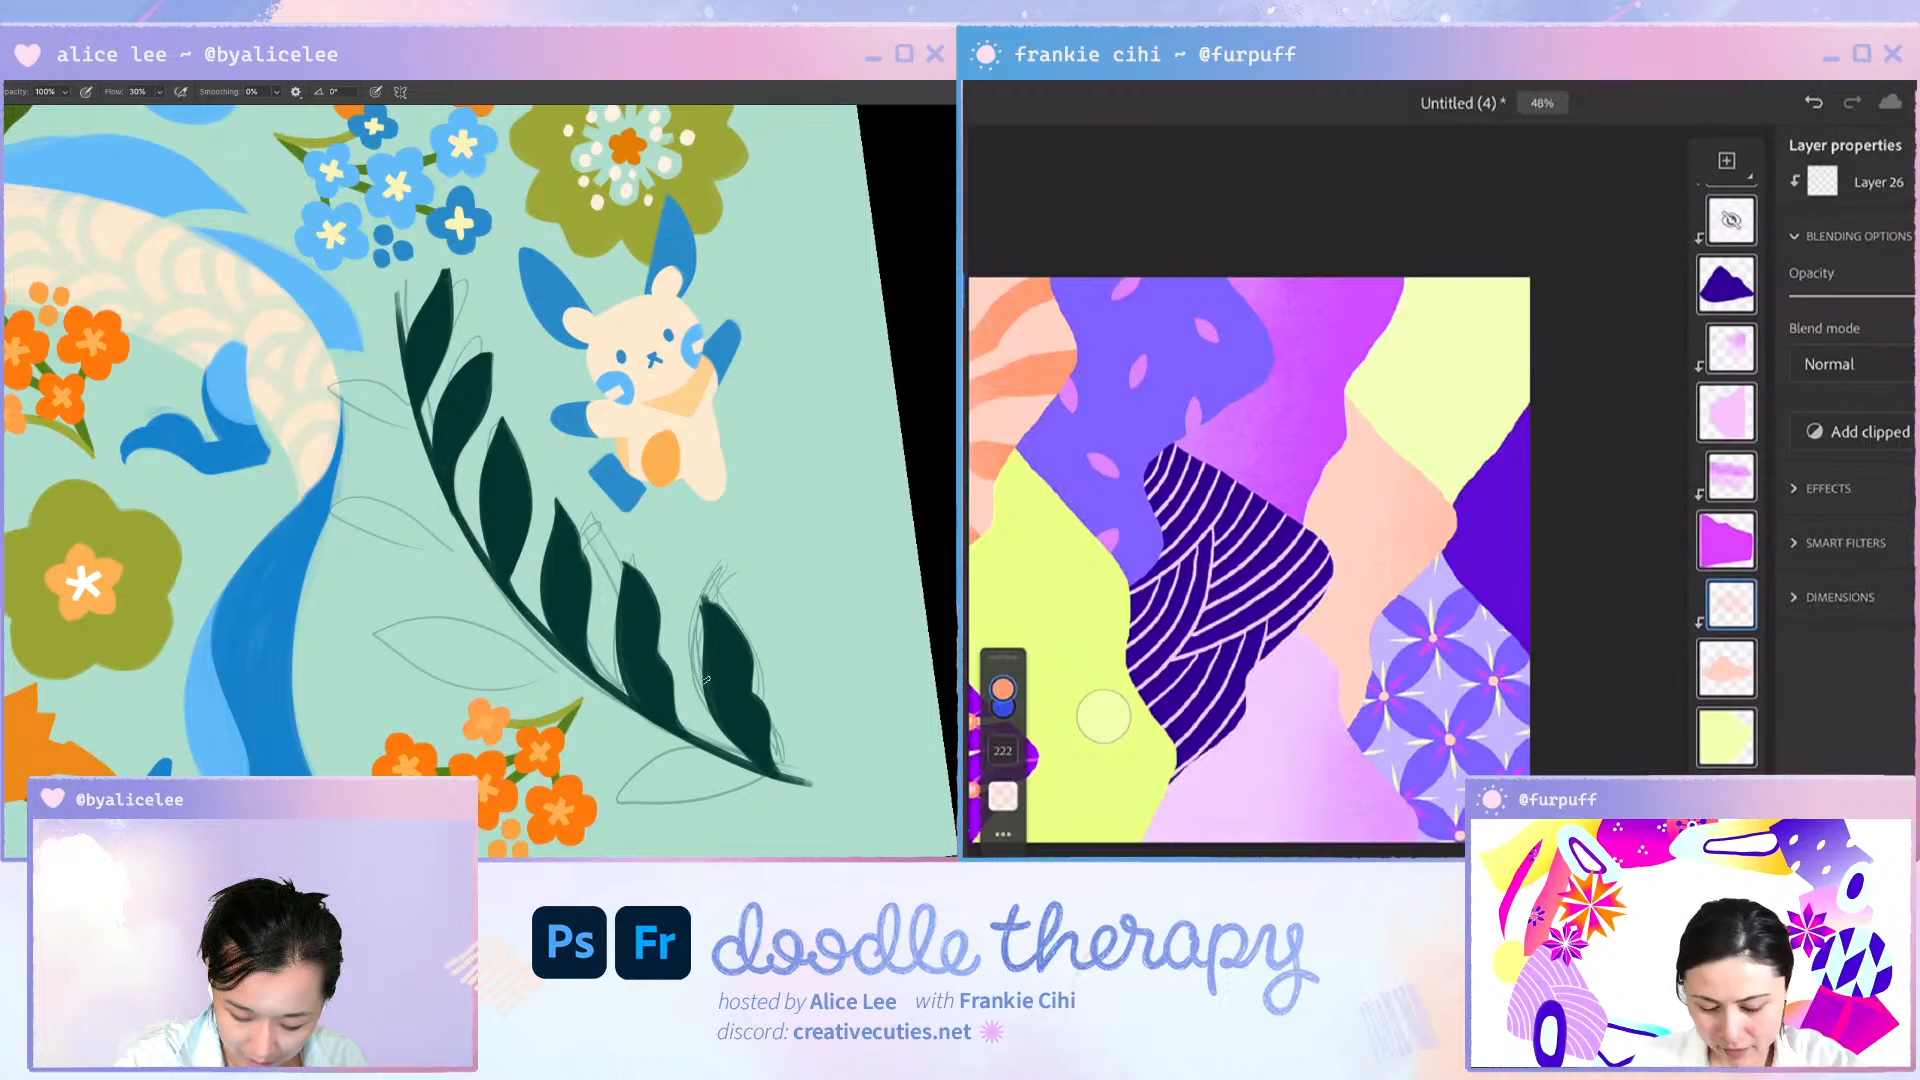 alice lee ~ @byalicelee
pacity: 100% Flow: 30% Smoothing: 0% 0°
frankie cihi ~ @furpuff
Untitled (4) * 48%
Layer properties
Layer 26
BLENDING OPTIONS
Opacity
Blend mode
Normal
Add clipped
EFFECTS
SMART FILTERS
DIMENSIONS
222
@byalicelee
@furpuff
Ps Fr doodle therapy
hosted by Alice Lee with Frankie Cihi
discord: creativecuties.net